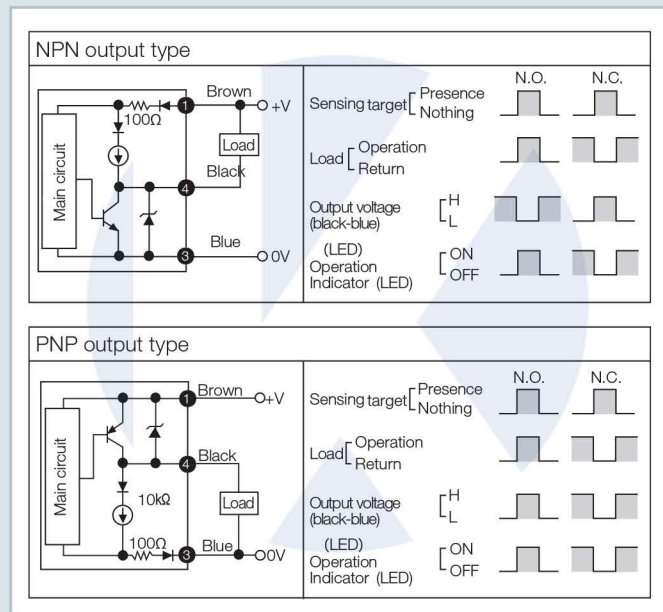 NPN output type
Main circuit
100Ω
1
Brown
+V
Load
Black
4
3
Blue
0V
N.O. N.C.
Sensing target Presence
Nothing
Load Operation
Return
Output voltage
(black-blue)
H
L
(LED)
Operation
Indicator (LED)
ON
OFF
PNP output type
Main circuit
1
Brown
+V
4
Black
10kΩ
Load
100Ω
3
Blue
0V
N.O. N.C.
Sensing target Presence
Nothing
Load Operation
Return
Output voltage
(black-blue)
H
L
(LED)
Operation
Indicator (LED)
ON
OFF